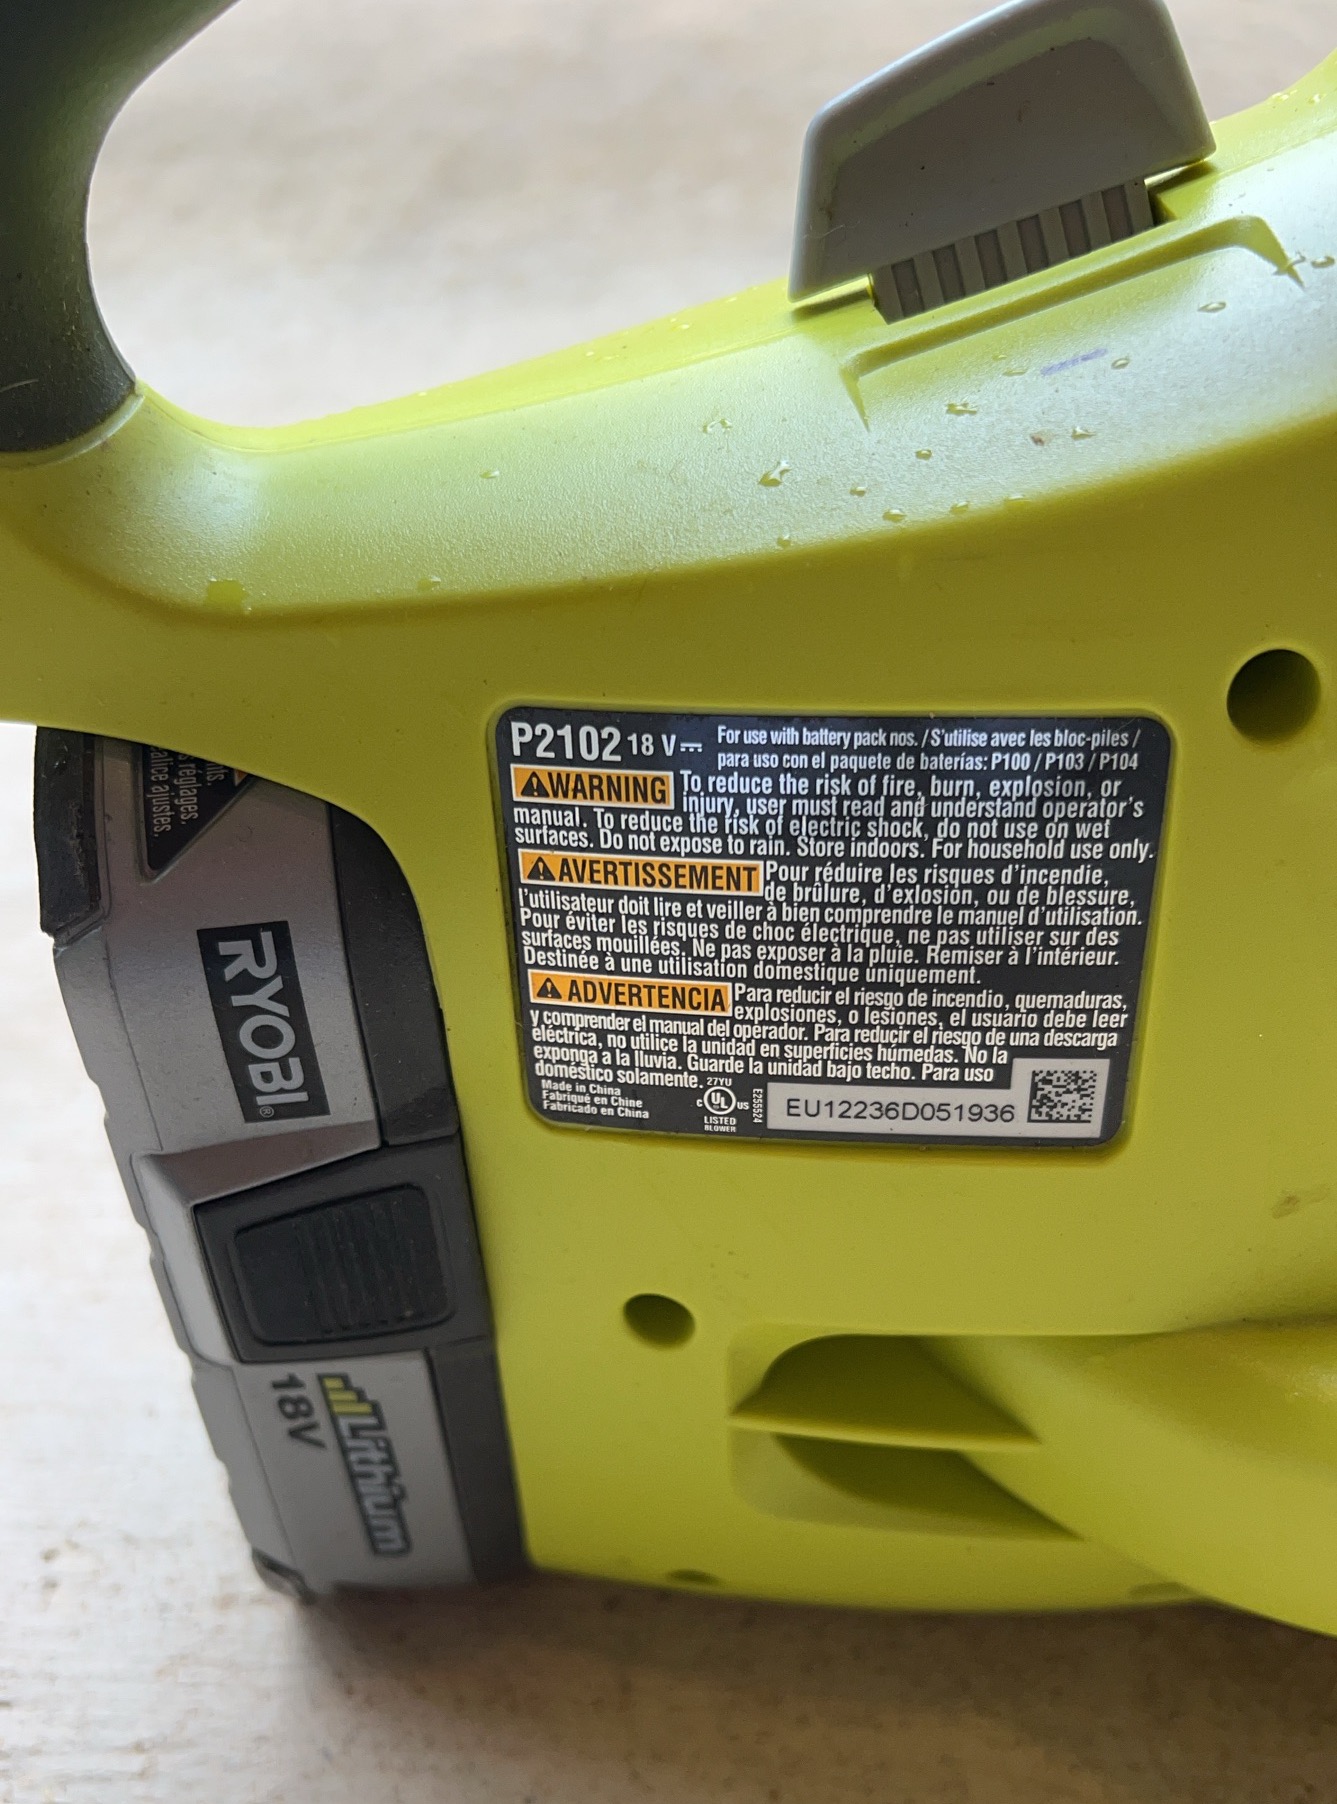 P2102 18 V⎓ For use with battery pack nos. / S'utilise avec les bloc-piles /
para uso con el paquete de baterías: P100 / P103 / P104
⚠WARNING To reduce the risk of fire, burn, explosion, or
injury, user must read and understand operator's
manual. To reduce the risk of electric shock, do not use on wet
surfaces. Do not expose to rain. Store indoors. For household use only.
⚠AVERTISSEMENT Pour réduire les risques d'incendie,
de brûlure, d'exlosion, ou de blessure,
l'utilisateur doit lire et veiller à bien comprendre le manuel d'utilisation.
Pour éviter les risques de choc électrique, ne pas utiliser sur des
surfaces mouillées. Ne pas exposer à la pluie. Remiser à l'intérieur.
Destinée à une utilisation domestique uniquement.
⚠ADVERTENCIA Para reducir el riesgo de incendio, quemaduras,
explosiones, o lesiones, el usuario debe leer
y comprender el manual del operador. Para reducir el riesgo de una descarga
eléctrica, no utilice la unidad en superficies húmedas. No la
exponga a la lluvia. Guarde la unidad bajo techo. Para uso
doméstico solamente.
Made in China
Fabriqué en Chine
Fabricado en China
27YU
c UL us
LISTED
BLOWER
E255524
EU12236D051936
réglages.
alice ajustes.
RYOBI®
Lithium
18V